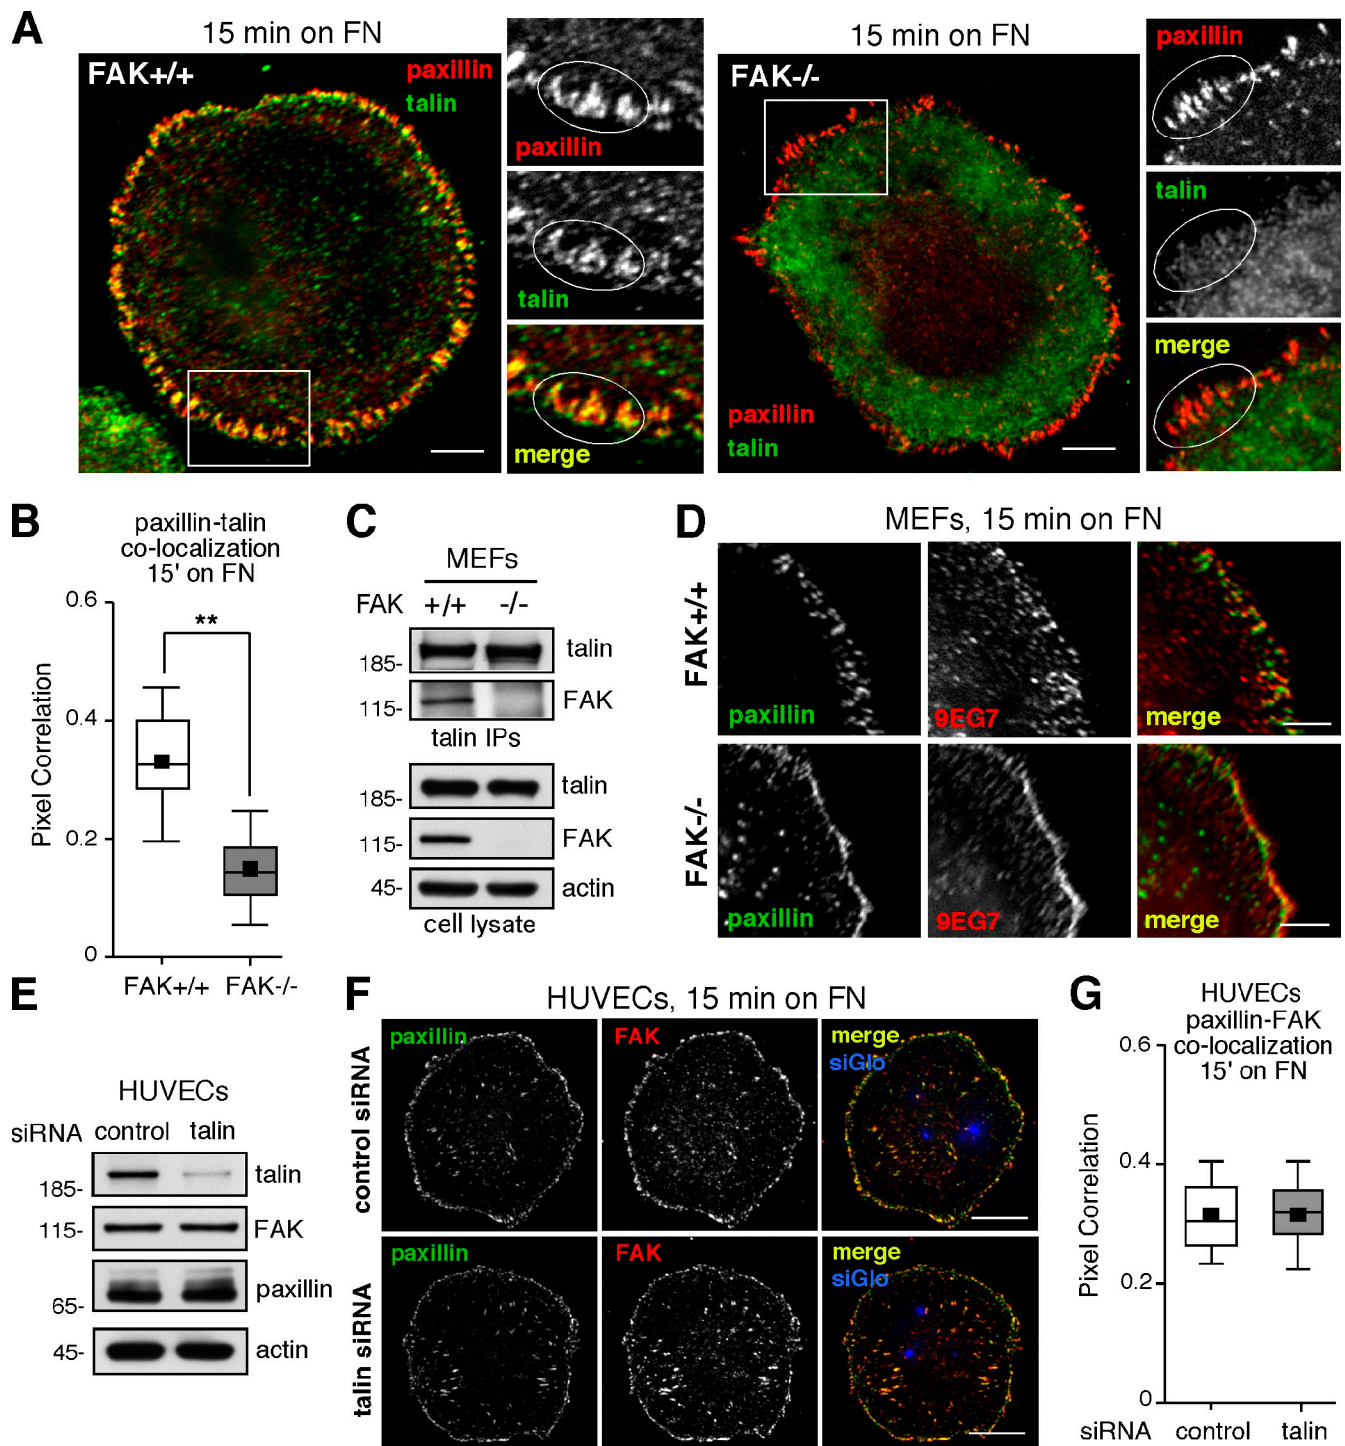 A
15 min on FN
FAK+/+
paxillin
talin
paxillin
talin
merge
15 min on FN
FAK-/-
paxillin
talin
paxillin
talin
merge
B
paxillin-talin
co-localization
15' on FN
Pixel Correlation
0.6
0.4
0.2
0
**
FAK+/+ FAK-/-
C
MEFs
FAK +/+ -/-
185- talin
115- FAK
talin IPs
185- talin
115- FAK
45- actin
cell lysate
D
MEFs, 15 min on FN
FAK+/+
paxillin 9EG7 merge
FAK-/-
paxillin 9EG7 merge
E
HUVECs
siRNA control talin
185- talin
115- FAK
65- paxillin
45- actin
F
HUVECs, 15 min on FN
control siRNA
paxillin FAK merge
siGlo
talin siRNA
paxillin FAK merge
siGlo
G
HUVECs
paxillin-FAK
co-localization
15' on FN
Pixel Correlation
0.6
0.4
0.2
0
siRNA control talin